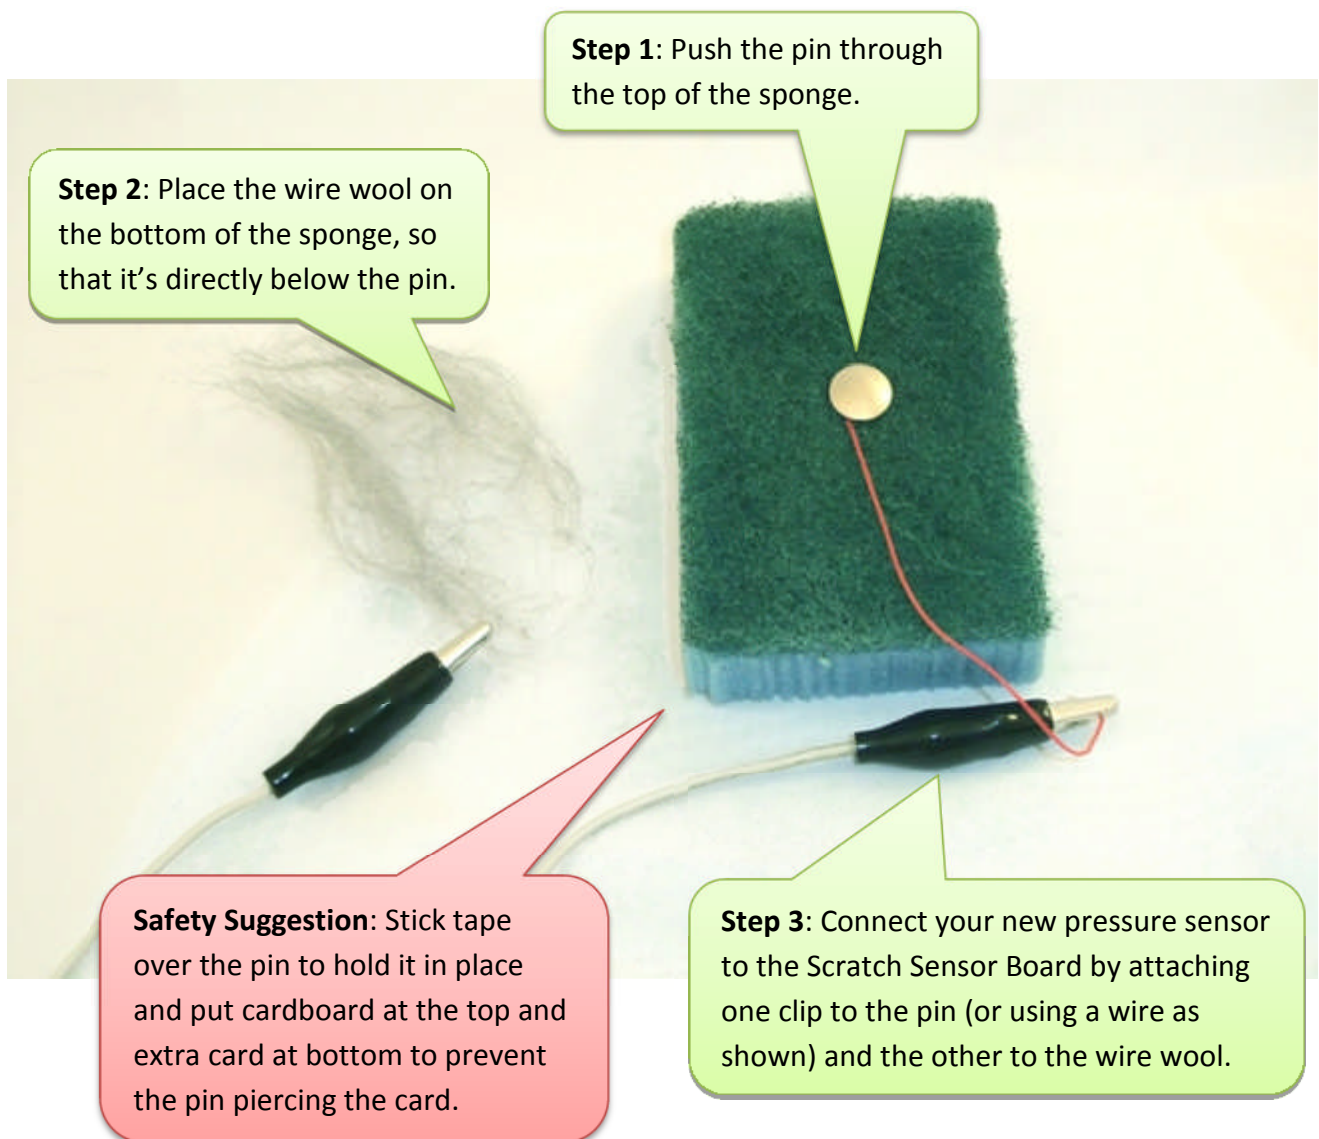 Step 1: Push the pin through
the top of the sponge.
Step 2: Place the wire wool on
the bottom of the sponge, so
that it’s directly below the pin.
Safety Suggestion: Stick tape
over the pin to hold it in place
and put cardboard at the top and
extra card at bottom to prevent
the pin piercing the card.
Step 3: Connect your new pressure sensor
to the Scratch Sensor Board by attaching
one clip to the pin (or using a wire as
shown) and the other to the wire wool.